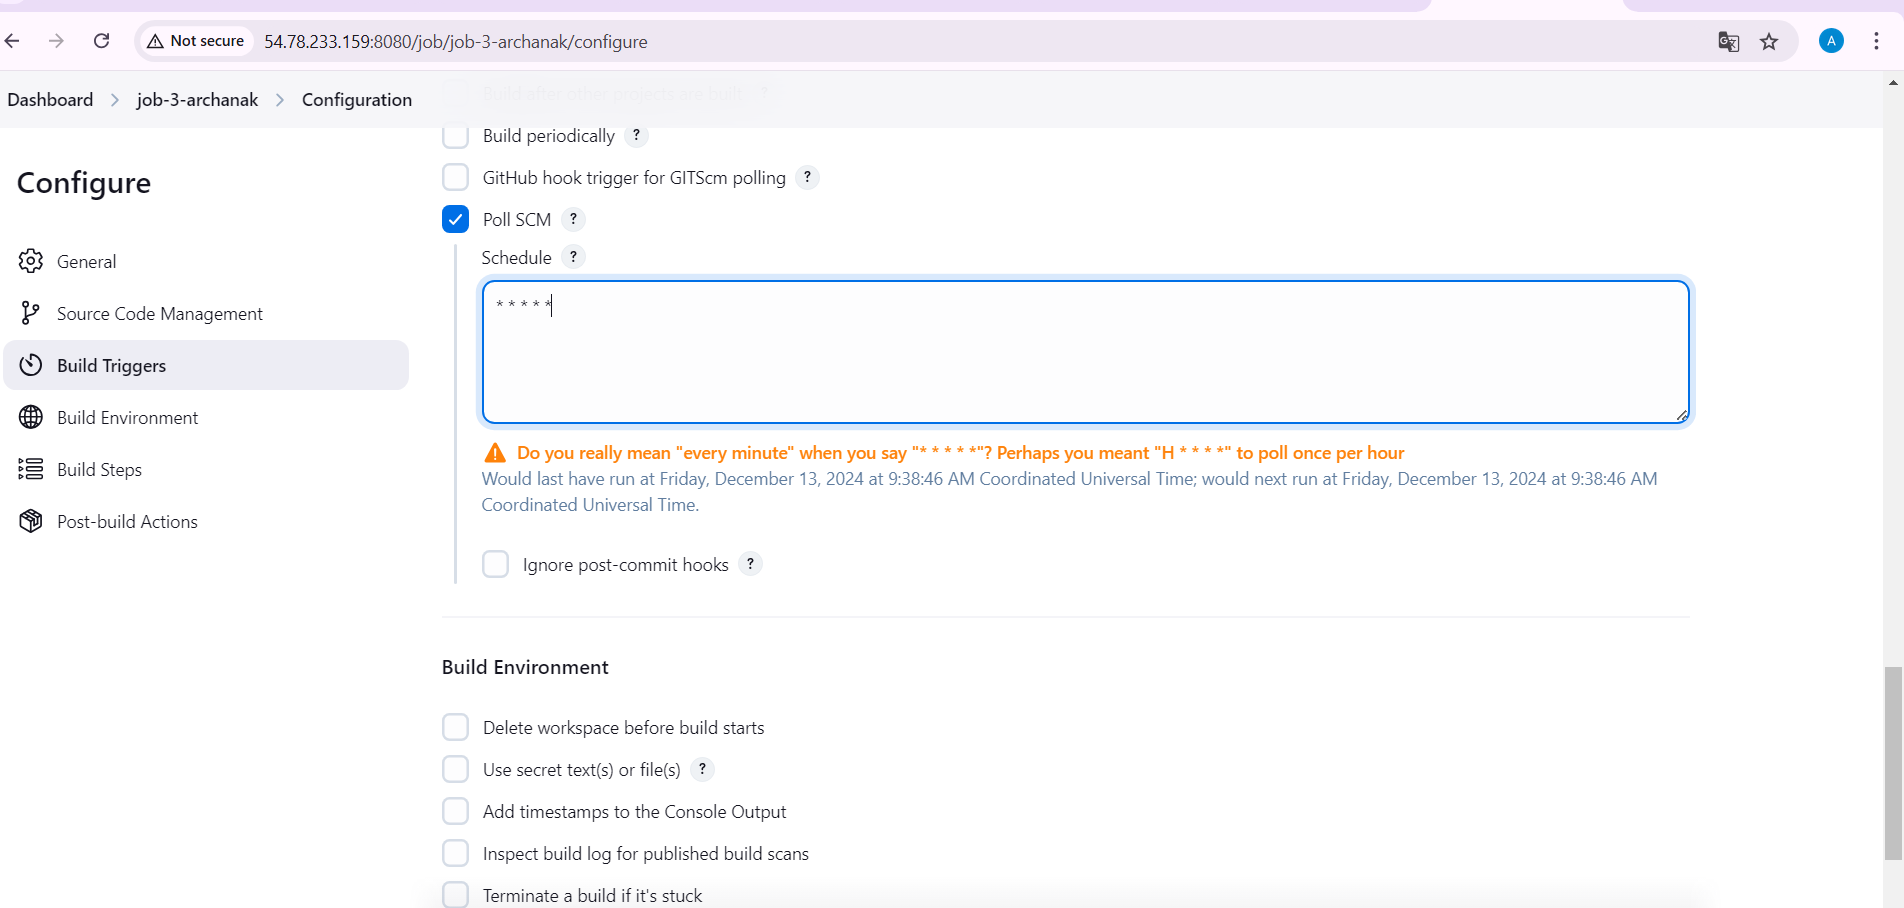 Not secure
54.78.233.159:8080/job/job-3-archanak/configure
A
Dashboard > job-3-archanak > Configuration
Build after other projects are built ?
Build periodically ?
Configure
GitHub hook trigger for GITScm polling ?
Poll SCM ?
Schedule ?
General
* * * * *
Source Code Management
Build Triggers
Build Environment
Do you really mean "every minute" when you say "* * * * *"? Perhaps you meant "H * * * *" to poll once per hour
Build Steps
Would last have run at Friday, December 13, 2024 at 9:38:46 AM Coordinated Universal Time; would next run at Friday, December 13, 2024 at 9:38:46 AM
Coordinated Universal Time.
Post-build Actions
Ignore post-commit hooks ?
Build Environment
Delete workspace before build starts
Use secret text(s) or file(s) ?
Add timestamps to the Console Output
Inspect build log for published build scans
Terminate a build if it's stuck